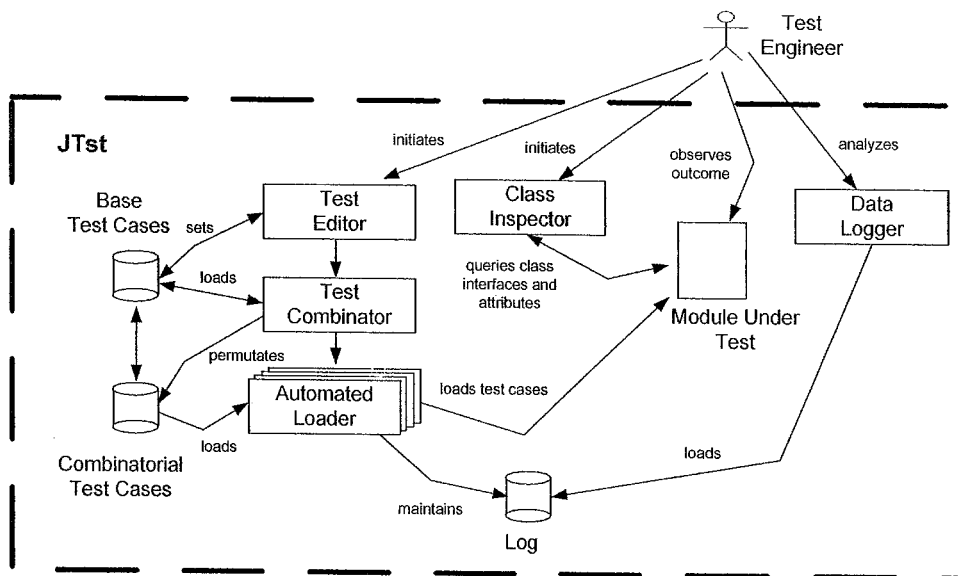 Test
Engineer
JTst
initiates
initiates
observes
outcome
analyzes
Base
Test Cases
sets
Test
Editor
Class
Inspector
Data
Logger
loads
Test
Combinator
queries class
interfaces and
attributes
Module Under
Test
permutates
Automated
Loader
loads test cases
loads
loads
Combinatorial
Test Cases
maintains
Log